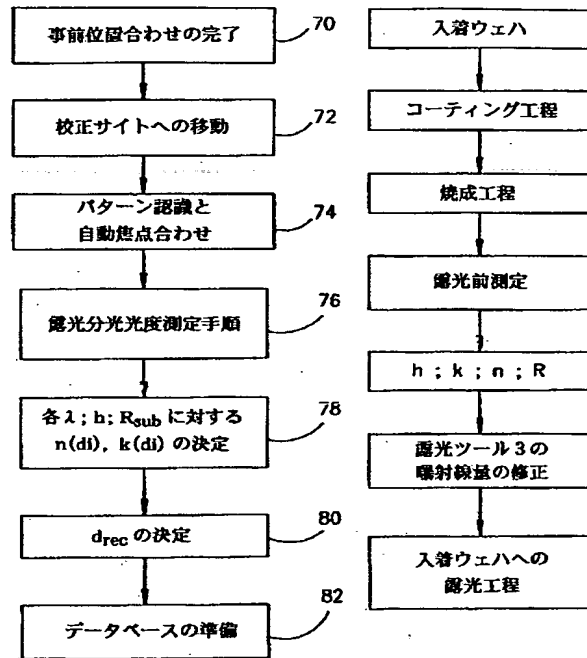 事前位置合わせの完了
70
校正サイトへの移動
72
パターン認識と
自動焦点合わせ
74
露光分光光度測定手順
76
各λ; h; Rsub に対する
n(di), k(di) の決定
78
drec の決定
80
データベースの準備
82
入着ウェハ
コーティング工程
焼成工程
露光前測定
h ; k ; n ; R
露光ツール3の
曝射線量の修正
入着ウェハへの
露光工程